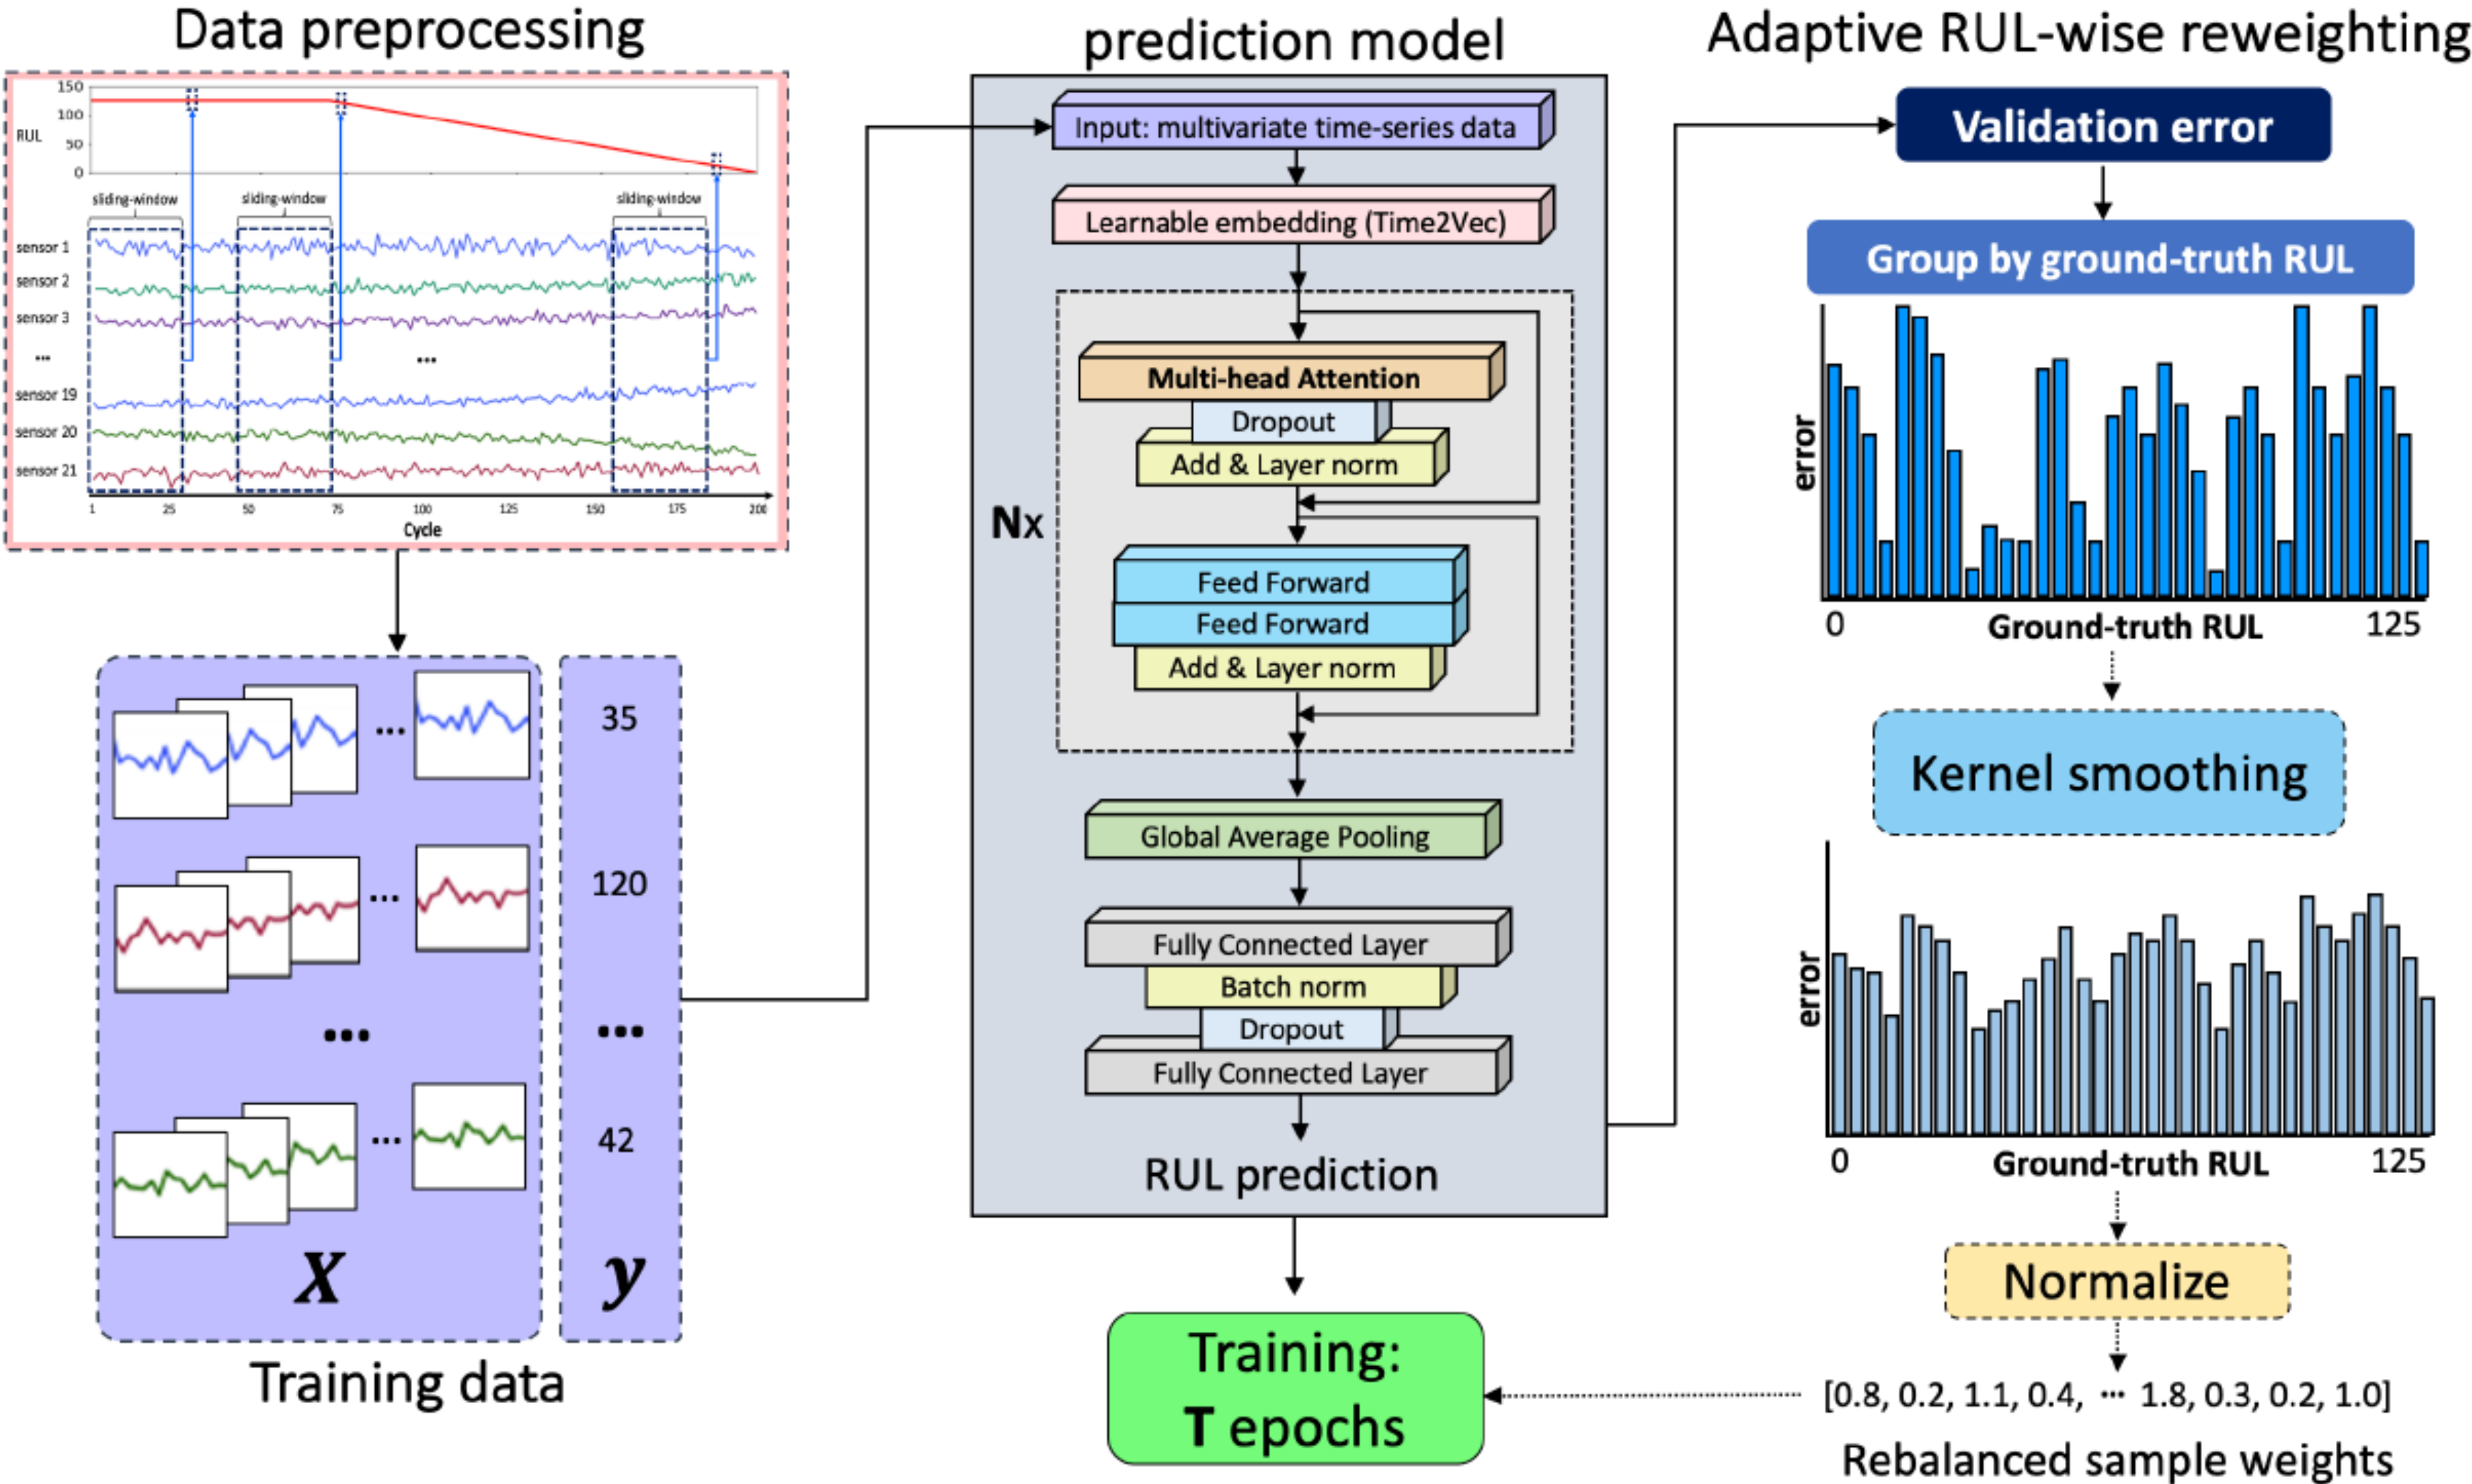 Data preprocessing
150
100
RUL
50
0
sliding-window
sliding-window
sliding-window
sensor 1
sensor 2
sensor 3
...
...
sensor 19
sensor 20
sensor 21
1 25 50 75 100 125 150 175 200
Cycle
...
35
...
120
...
...
...
42
X
y
Training data
prediction model
Input: multivariate time-series data
Learnable embedding (Time2Vec)
Multi-head Attention
Dropout
Add & Layer norm
Nx
Feed Forward
Feed Forward
Add & Layer norm
Global Average Pooling
Fully Connected Layer
Batch norm
Dropout
Fully Connected Layer
RUL prediction
Training:
T epochs
Adaptive RUL-wise reweighting
Validation error
Group by ground-truth RUL
error
0 Ground-truth RUL 125
Kernel smoothing
error
0 Ground-truth RUL 125
Normalize
[0.8, 0.2, 1.1, 0.4, ... 1.8, 0.3, 0.2, 1.0]
Rebalanced sample weights